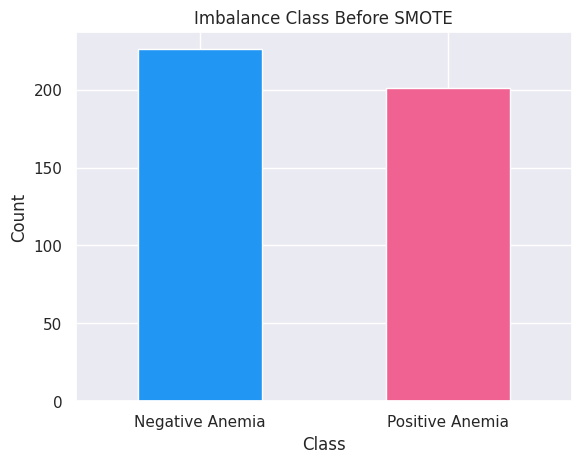 Imbalance Class Before SMOTE
Count
200
150
100
50
0
Negative Anemia
Positive Anemia
Class